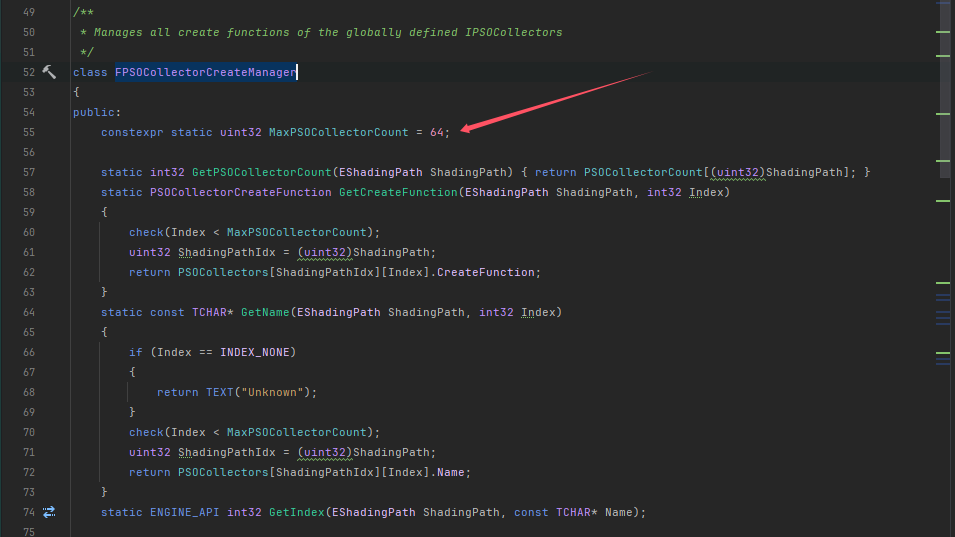 49 /**
50  * Manages all create functions of the globally defined IPSOCollectors
51  */
52 class FPSOCollectorCreateManager
53 {
54 public:
55     constexpr static uint32 MaxPSOCollectorCount = 64;
56
57     static int32 GetPSOCollectorCount(EShadingPath ShadingPath) { return PSOCollectorCount[(uint32)ShadingPath]; }
58     static PSOCollectorCreateFunction GetCreateFunction(EShadingPath ShadingPath, int32 Index)
59     {
60         check(Index < MaxPSOCollectorCount);
61         uint32 ShadingPathIdx = (uint32)ShadingPath;
62         return PSOCollectors[ShadingPathIdx][Index].CreateFunction;
63     }
64     static const TCHAR* GetName(EShadingPath ShadingPath, int32 Index)
65     {
66         if (Index == INDEX_NONE)
67         {
68             return TEXT("Unknown");
69         }
70         check(Index < MaxPSOCollectorCount);
71         uint32 ShadingPathIdx = (uint32)ShadingPath;
72         return PSOCollectors[ShadingPathIdx][Index].Name;
73     }
74     static ENGINE_API int32 GetIndex(EShadingPath ShadingPath, const TCHAR* Name);
75